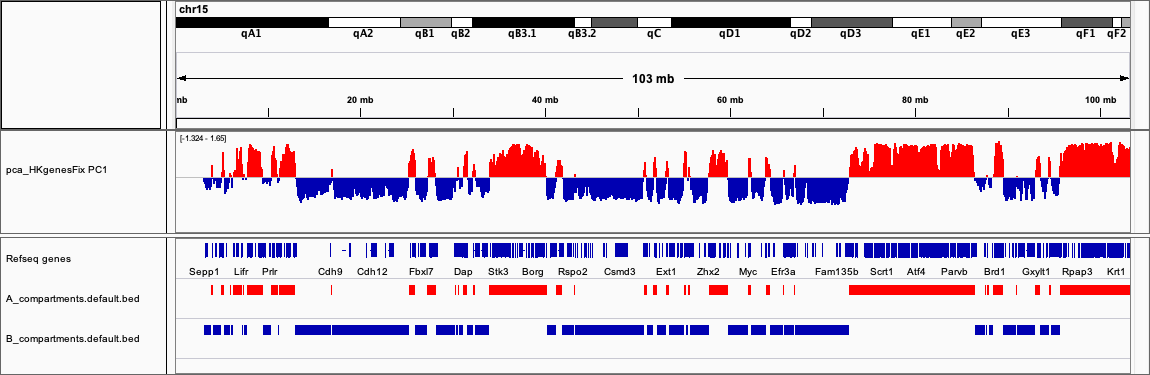 chr15
qA1 qA2 qB1 qB2 qB3.1 qB3.2 qC qD1 qD2 qD3 qE1 qE2 qE3 qF1 qF2
103 mb
mb 20 mb 40 mb 60 mb 80 mb 100 mb
[-1.324 - 1.65]
pca_HKgenesFix PC1
Refseq genes
Sepp1 Lifr Prlr Cdh9 Cdh12 Fbxl7 Dap Stk3 Borg Rspo2 Csmd3 Ext1 Zhx2 Myc Efr3a Fam135b Scrt1 Atf4 Parvb Brd1 Gxylt1 Rpap3 Krt1
A_compartments.default.bed
B_compartments.default.bed